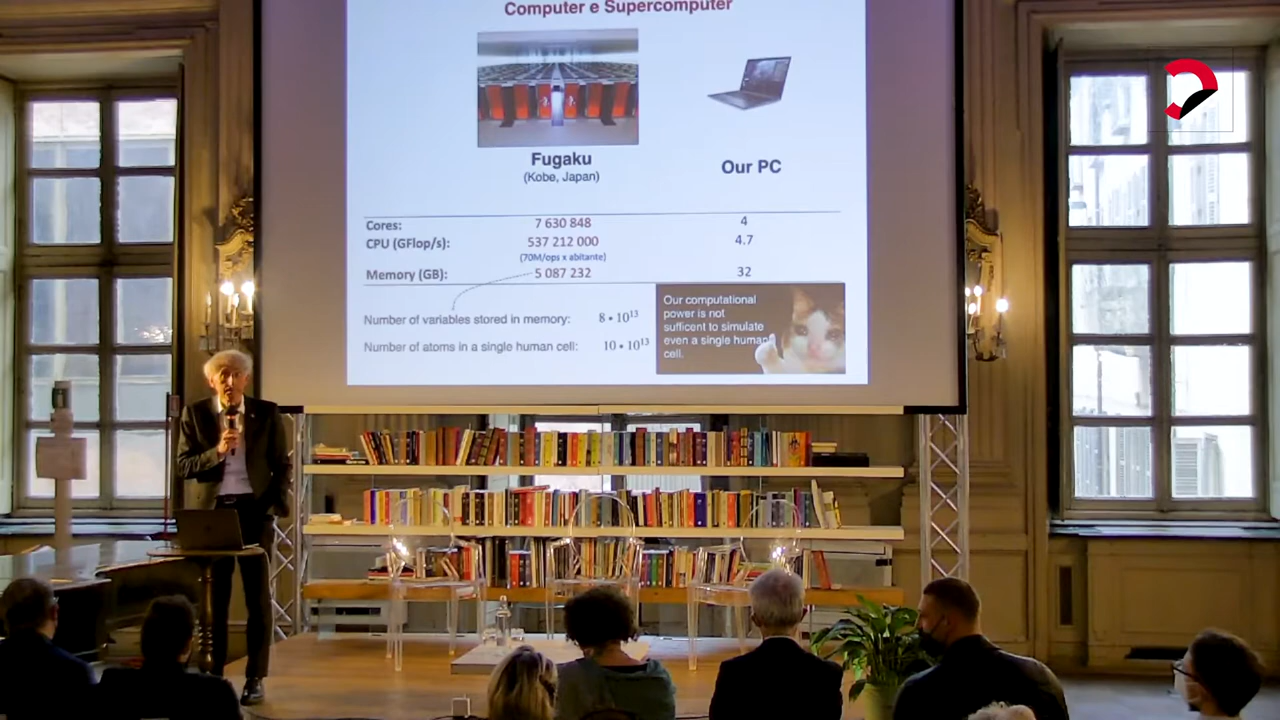 Computer e Supercomputer
Fugaku
(Kobe, Japan)
Our PC
Cores: 7 630 848 4
CPU (GFlop/s): 537 212 000 4.7
(70M/ops x abitante)
Memory (GB): 5 087 232 32
Number of variables stored in memory: 8 • 10¹³
Number of atoms in a single human cell: 10 • 10¹³
Our computational
power is not
sufficent to simulate
even a single human
cell.